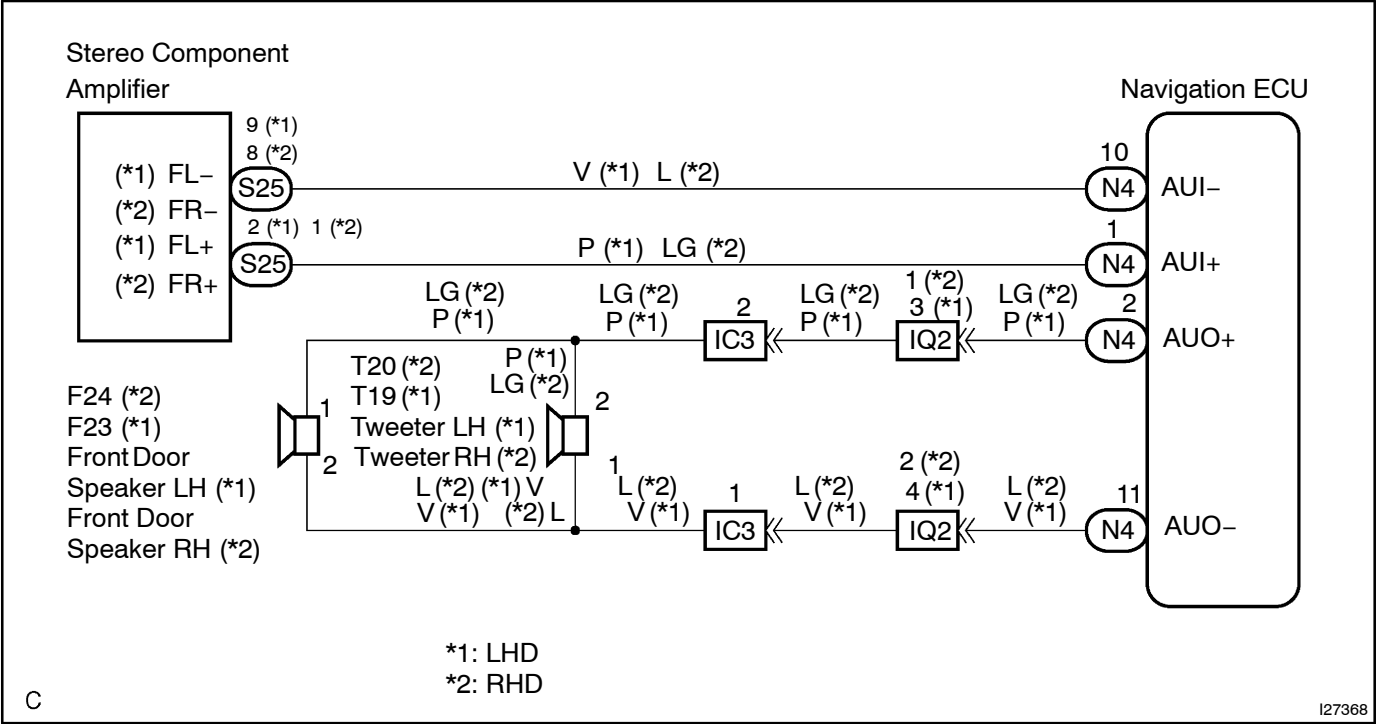 Stereo Component
Amplifier
Navigation ECU
9 (*1)
8 (*2)
(*1) FL−
S25
V (*1) L (*2)
10
N4
AUI−
(*2) FR−
2 (*1) 1 (*2)
(*1) FL+
S25
P (*1) LG (*2)
1
N4
AUI+
(*2) FR+
LG (*2)
P (*1)
LG (*2)
P (*1)
2
IC3
LG (*2)
P (*1)
1 (*2)
3 (*1)
IQ2
LG (*2)
P (*1)
2
N4
AUO+
T20 (*2)
T19 (*1)
Tweeter LH (*1)
Tweeter RH (*2)
P (*1)
LG (*2)
2
1
F24 (*2)
F23 (*1)
Front Door
Speaker LH (*1)
Front Door
Speaker RH (*2)
1
2
L (*2) (*1) V
V (*1) (*2) L
L (*2)
V (*1)
1
IC3
L (*2)
V (*1)
2 (*2)
4 (*1)
IQ2
L (*2)
V (*1)
11
N4
AUO−
*1: LHD
*2: RHD
C
I27368